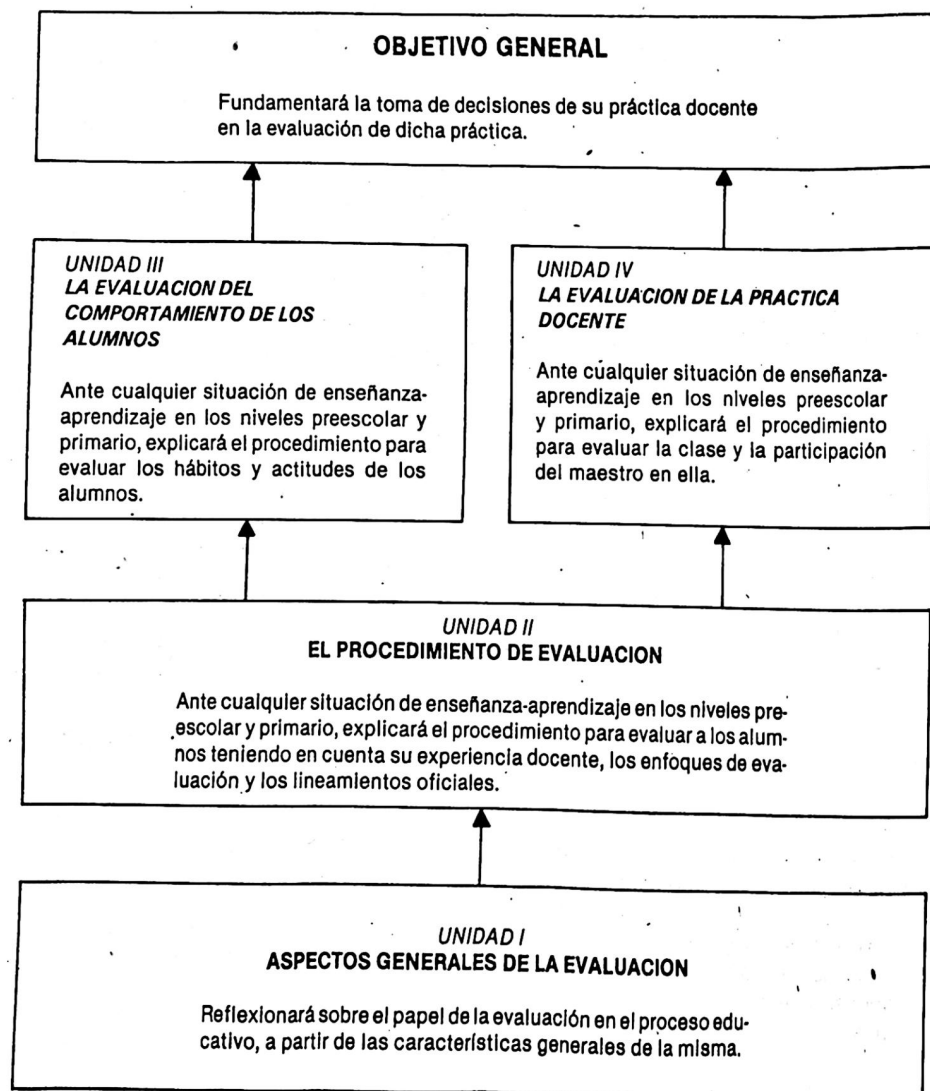 OBJETIVO GENERAL
Fundamentará la toma de decisiones de su práctica docente
en la evaluación de dicha práctica.
UNIDAD III
LA EVALUACION DEL
COMPORTAMIENTO DE LOS
ALUMNOS
Ante cualquier situación de enseñanza-
aprendizaje en los niveles preescolar y
primario, explicará el procedimiento para
evaluar los hábitos y actitudes de los
alumnos.
UNIDAD IV
LA EVALUACION DE LA PRACTICA
DOCENTE
Ante cualquier situación de enseñanza-
aprendizaje en los niveles preescolar
y primario, explicará el procedimiento
para evaluar la clase y la participación
del maestro en ella.
UNIDAD II
EL PROCEDIMIENTO DE EVALUACION
Ante cualquier situación de enseñanza-aprendizaje en los niveles pre-
escolar y primario, explicará el procedimiento para evaluar a los alum-
nos teniendo en cuenta su experiencia docente, los enfoques de eva-
luación y los lineamientos oficiales.
UNIDAD I
ASPECTOS GENERALES DE LA EVALUACION
Reflexionará sobre el papel de la evaluación en el proceso edu-
cativo, a partir de las características generales de la misma.